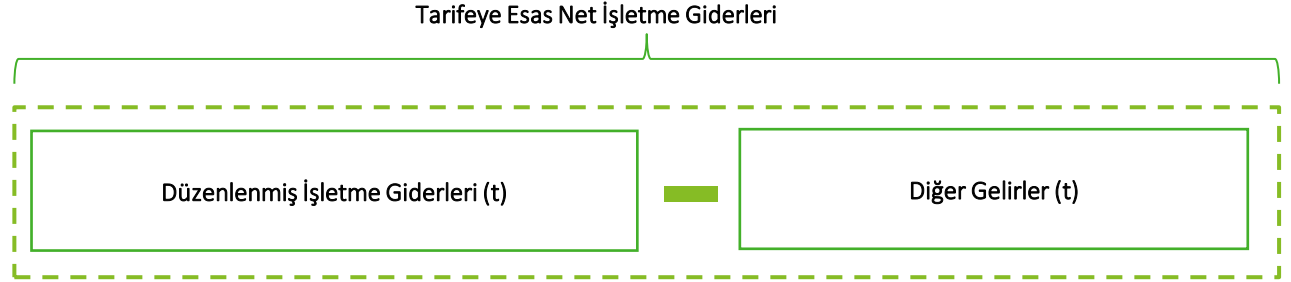 Tarifeye Esas Net İşletme Giderleri
Düzenlenmiş İşletme Giderleri (t)
Diğer Gelirler (t)